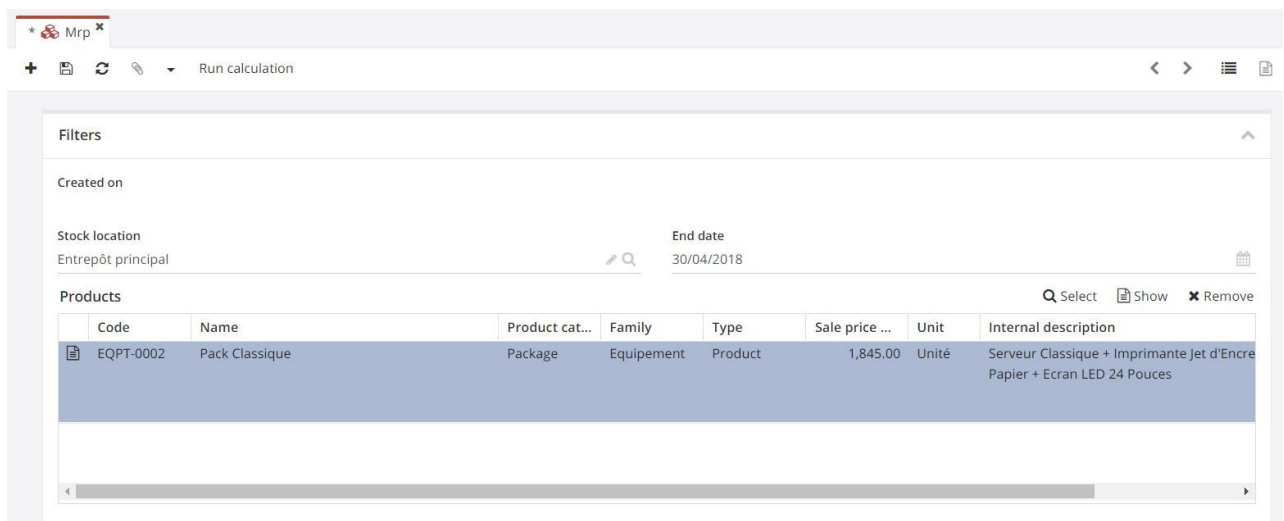 * Mrp
Run calculation
Filters
Created on
Stock location
End date
Entrepôt principal
30/04/2018
Products
Select Show Remove
Code Name Product cat... Family Type Sale price ... Unit Internal description
EQPT-0002 Pack Classique Package Equipement Product 1,845.00 Unité Serveur Classique + Imprimante Jet d'Encre
Papier + Ecran LED 24 Pouces